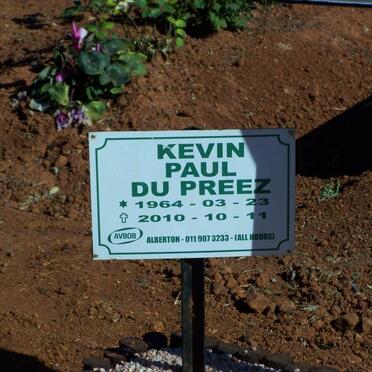 KEVIN
PAUL
DU PREEZ
* 1964 - 03 - 23
✝ 2010 - 10 - 11
AVBOB
ALBERTON - 011 907 3233 - (ALL HOURS)